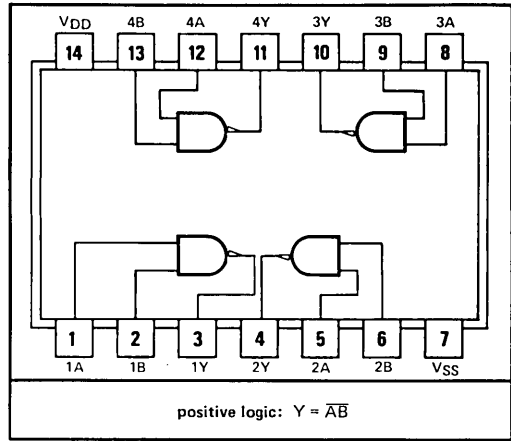 VDD 4B 4A 4Y 3Y 3B 3A
14 13 12 11 10 9 8
1 2 3 4 5 6 7
1A 1B 1Y 2Y 2A 2B VSS
positive logic: Y = \overline{AB}